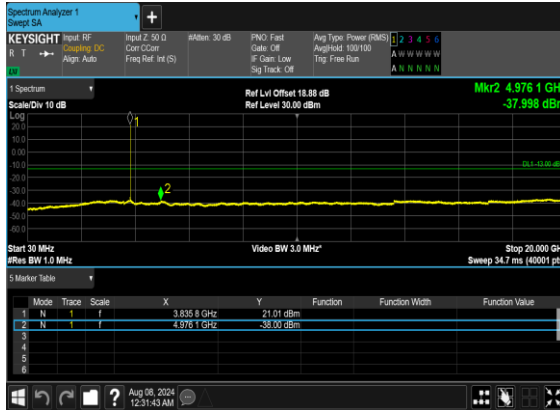 Spectrum Analyzer 1
Swept SA
+
KEYSIGHT
R T
LXI
Input: RF
Coupling: DC
Align: Auto
Input Z: 50 Ω
Corr CCorr
Freq Ref: Int (S)
#Atten: 30 dB
PNO: Fast
Gate: Off
IF Gain: Low
Sig Track: Off
Avg Type: Power (RMS)
Avg|Hold: 100/100
Trig: Free Run
1 2 3 4 5 6
A W W W W W
A N N N N N
1 Spectrum
Scale/Div 10 dB
Log
Ref Lvl Offset 18.88 dB
Ref Level 30.00 dBm
Mkr2 4.976 1 GH
-37.998 dBr
20.0
10.0
0.00
-10.0
-20.0
-30.0
-40.0
-50.0
-60.0
1
2
DL1 -13.00 dB
Start 30 MHz
#Res BW 1.0 MHz
Video BW 3.0 MHz*
Stop 20.000 GH
Sweep 34.7 ms (40001 pt
5 Marker Table
Mode Trace Scale X Y Function Function Width Function Value
1 N 1 f 3.835 8 GHz 21.01 dBm
2 N 1 f 4.976 1 GHz -38.00 dBm
3
4
5
6
?
Aug 08, 2024
12:31:43 AM